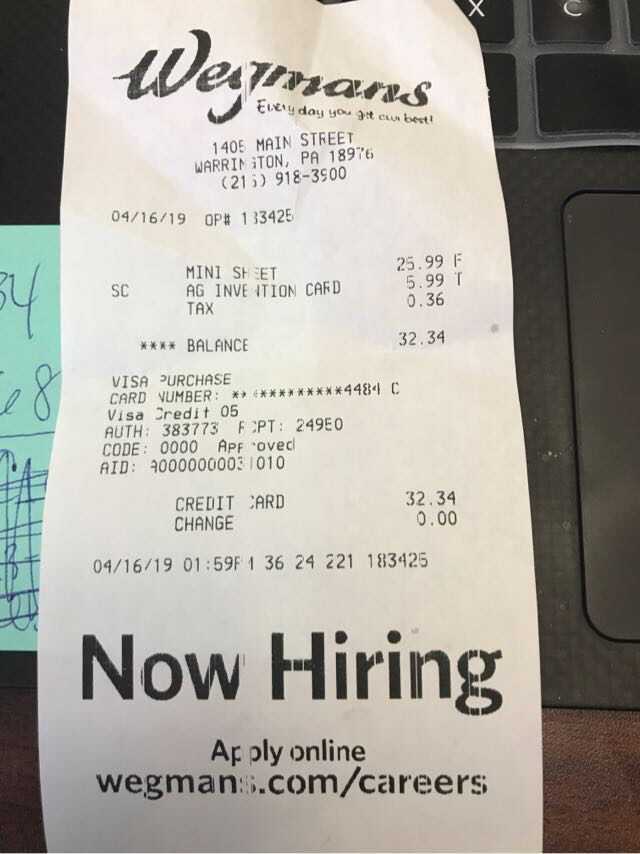 Wegmans
Every day you get our best!
1405 MAIN STREET
WARRINGTON, PA 18976
(215) 918-3900
04/16/19 OP# 183425
MINI SHEET 25.99 F
SC AG INVENTION CARD 5.99 T
TAX 0.36
**** BALANCE 32.34
VISA PURCHASE
CARD NUMBER: ************4484 C
Visa Credit 05
AUTH: 383773 RCPT: 24950
CODE: 0000 Approved
AID: A0000000031010
CREDIT CARD 32.34
CHANGE 0.00
04/16/19 01:59PM 36 24 221 183425
Now Hiring
Apply online
wegmans.com/careers
X
C